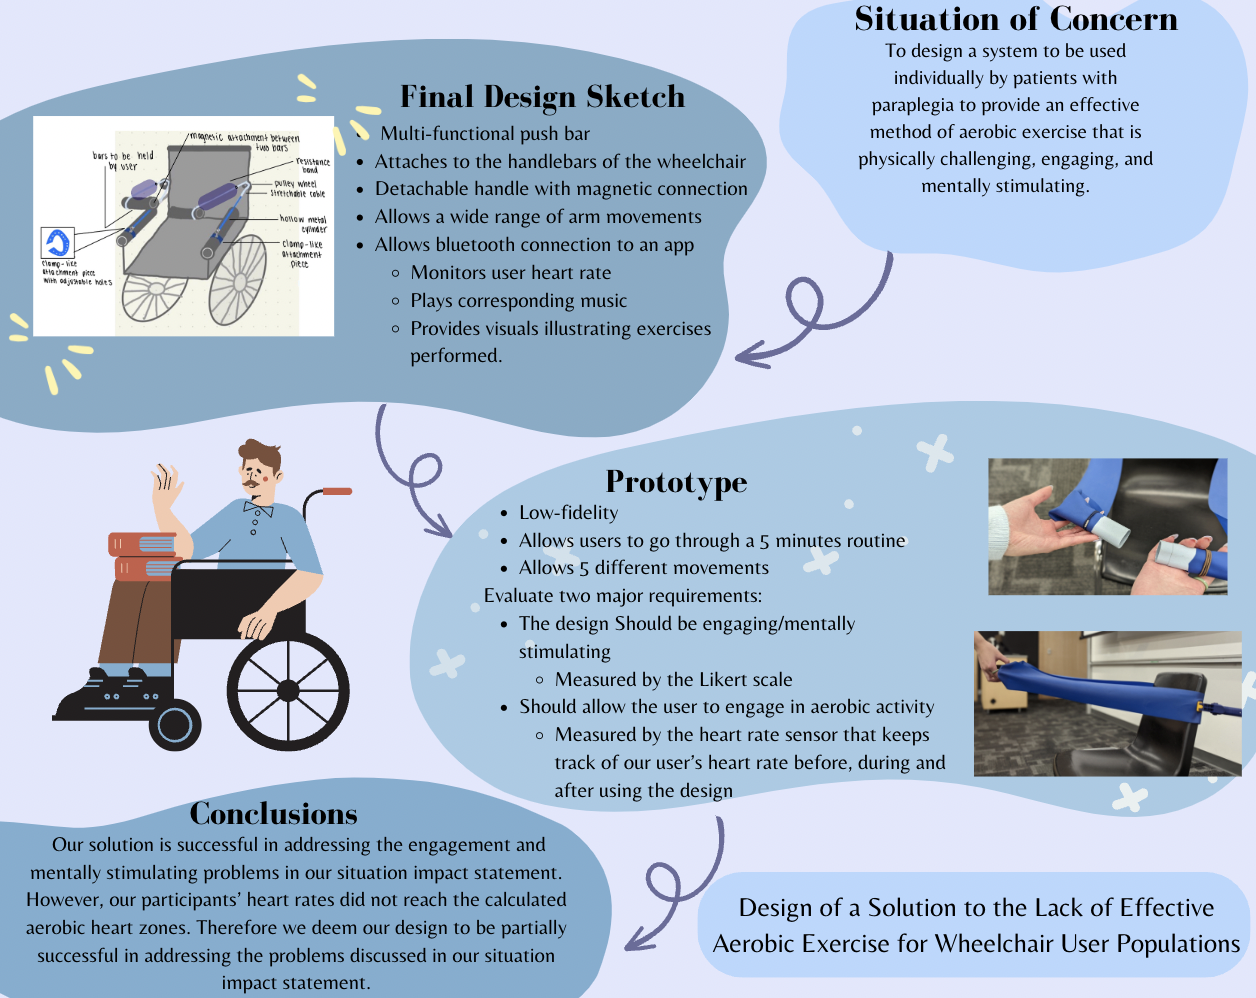 Situation of Concern
To design a system to be used
individually by patients with
paraplegia to provide an effective
method of aerobic exercise that is
physically challenging, engaging, and
mentally stimulating.
Final Design Sketch
Multi-functional push bar
Attaches to the handlebars of the wheelchair
Detachable handle with magnetic connection
Allows a wide range of arm movements
Allows bluetooth connection to an app
Monitors user heart rate
Plays corresponding music
Provides visuals illustrating exercises
performed.
magnetic attachment between
two bars
bars to be held
by user
resistance
band
pulley wheel
stretchable cable
hollow metal
cylinder
clamp-like
attachment
piece
clamp-like
attachment piece
with adjustable holes
Prototype
Low-fidelity
Allows users to go through a 5 minutes routine
Allows 5 different movements
Evaluate two major requirements:
The design Should be engaging/mentally
stimulating
Measured by the Likert scale
Should allow the user to engage in aerobic activity
Measured by the heart rate sensor that keeps
track of our user's heart rate before, during and
after using the design
Conclusions
Our solution is successful in addressing the engagement and
mentally stimulating problems in our situation impact statement.
However, our participants' heart rates did not reach the calculated
aerobic heart zones. Therefore we deem our design to be partially
successful in addressing the problems discussed in our situation
impact statement.
Design of a Solution to the Lack of Effective
Aerobic Exercise for Wheelchair User Populations